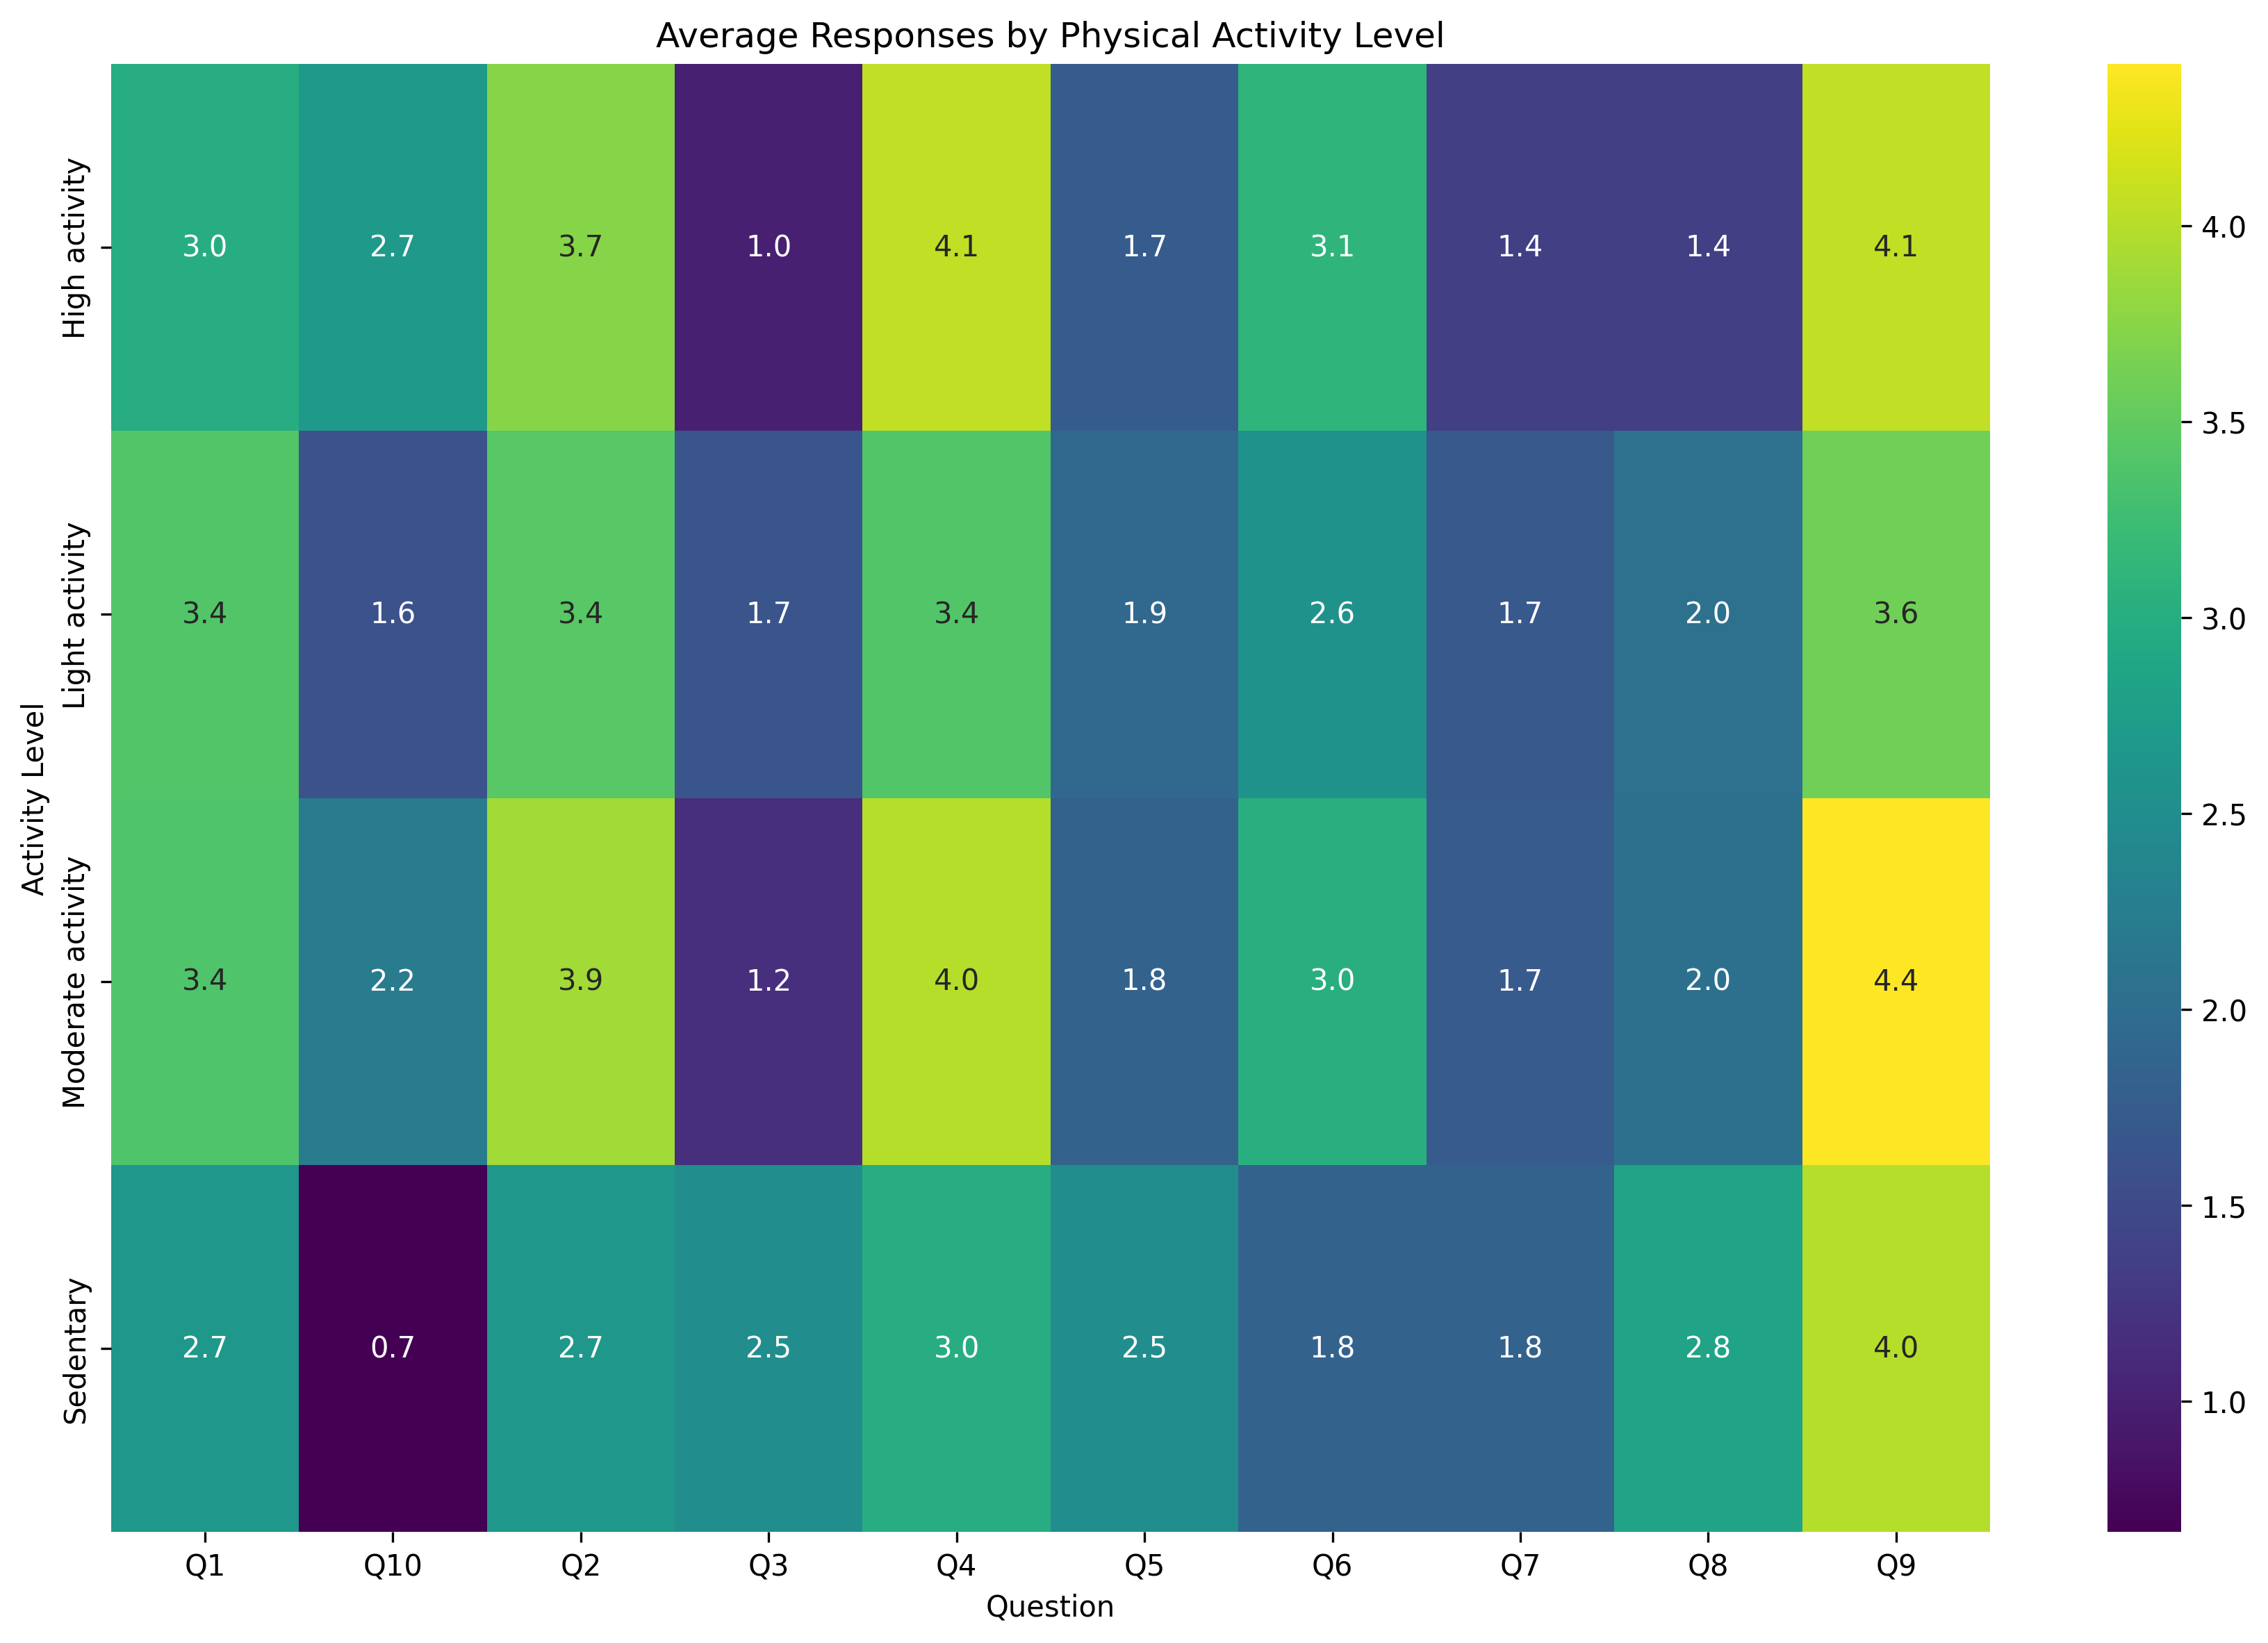 Average Responses by Physical Activity Level
Activity Level
High activity
3.0 2.7 3.7 1.0 4.1 1.7 3.1 1.4 1.4 4.1
Light activity
3.4 1.6 3.4 1.7 3.4 1.9 2.6 1.7 2.0 3.6
Moderate activity
3.4 2.2 3.9 1.2 4.0 1.8 3.0 1.7 2.0 4.4
Sedentary
2.7 0.7 2.7 2.5 3.0 2.5 1.8 1.8 2.8 4.0
Q1 Q10 Q2 Q3 Q4 Q5 Q6 Q7 Q8 Q9
Question
4.0
3.5
3.0
2.5
2.0
1.5
1.0